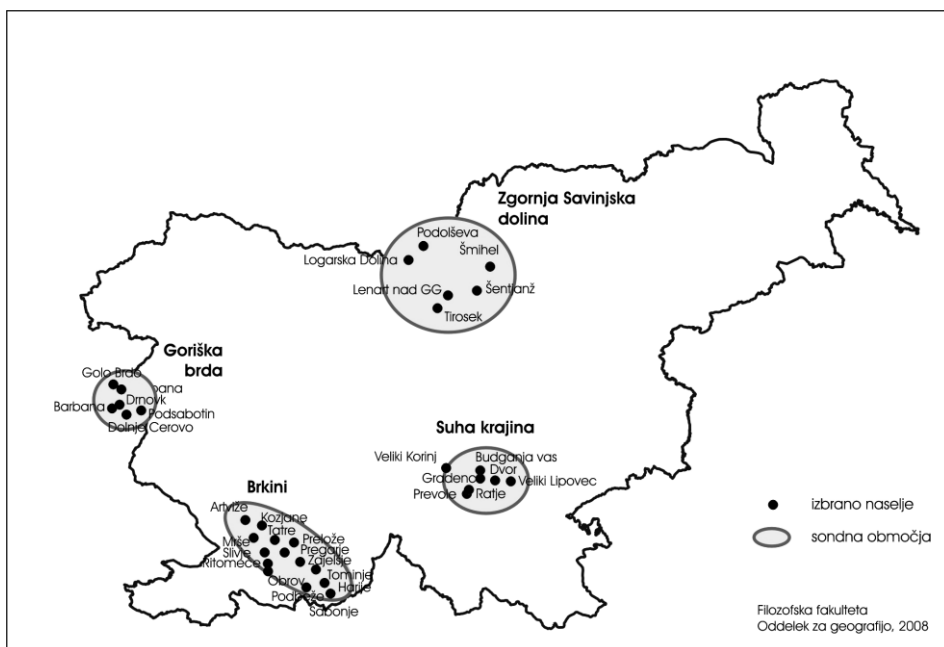 Zgornja Savinjska
dolina
Podolševa
Šmihel
Logarska Dolina
Lenart nad GG
Šentjanž
Tirosek
Goriška
brda
Golo Brdo
Drnovk
Barbana
Podsabotin
Dolnje Cerovo
Suha krajina
Veliki Korinj
Budganja vas
Dvor
Gradenc
Veliki Lipovec
Prevole
Ratje
Brkini
Artviže
Kozjane
Tatre
Mrše
Prelože
Slivje
Pregarje
Ritomeče
Zajelšje
Obrov
Tominje
Podbeže
Harije
Sabonje
izbrano naselje
sondna območja
Filozofska fakulteta
Oddelek za geografijo, 2008